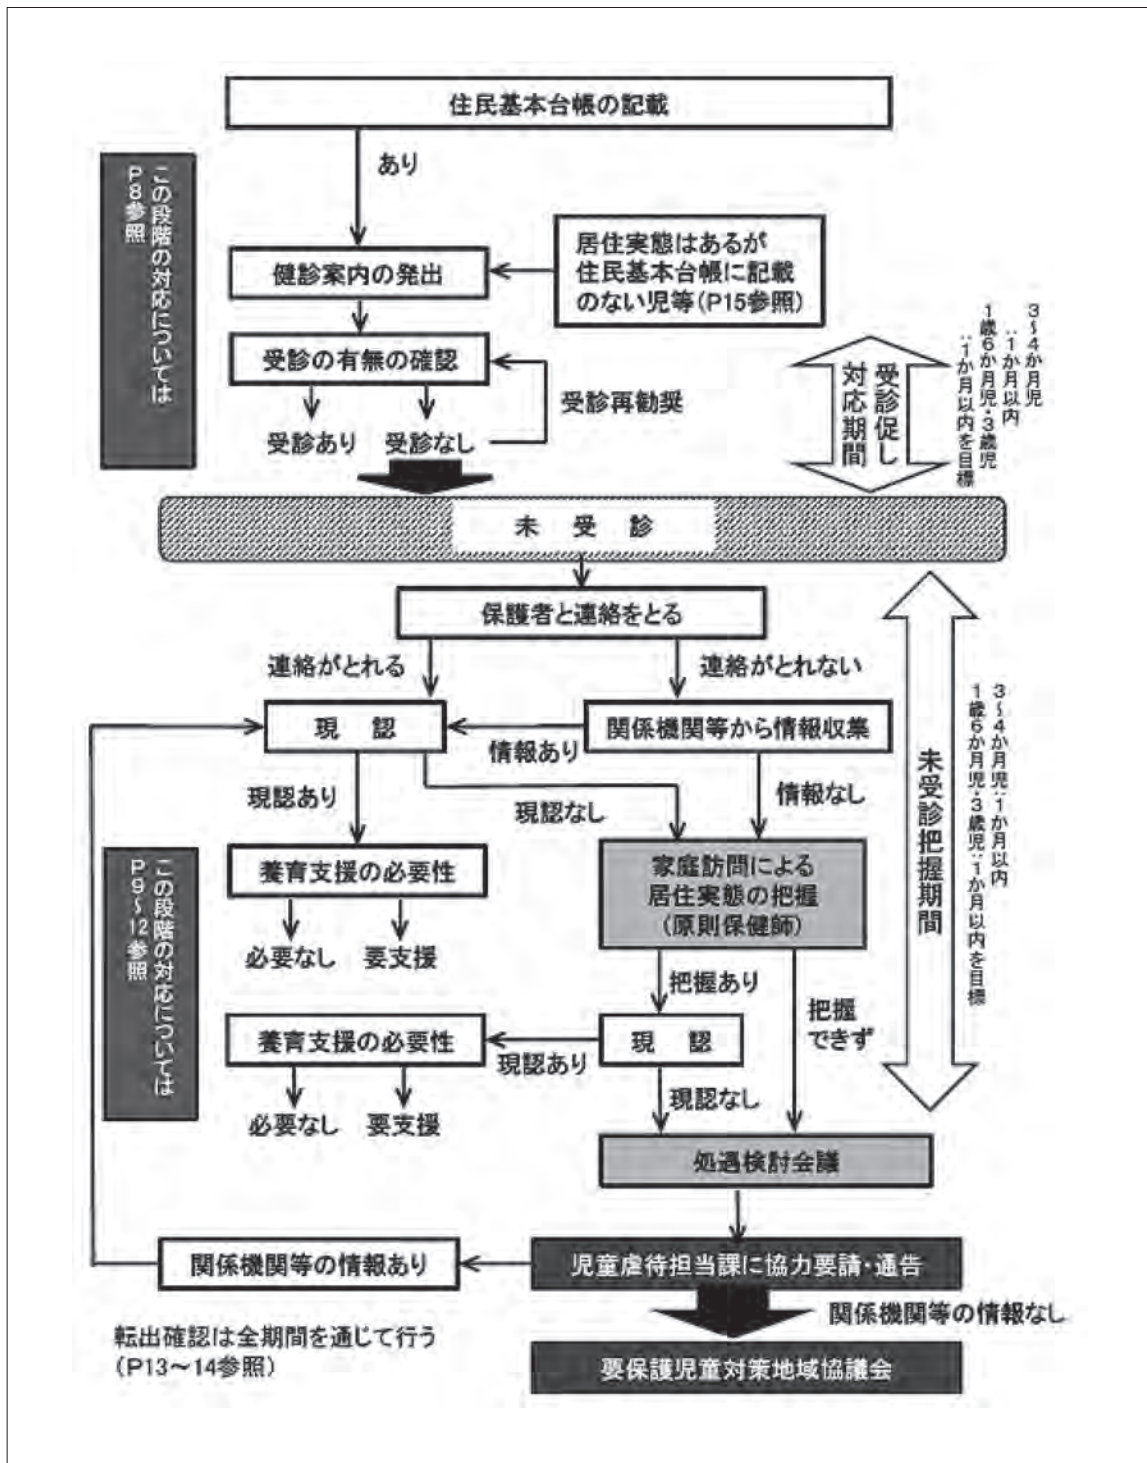 住民基本台帳の記載
あり
この段階の対応については
P8参照
健診案内の発出
居住実態はあるが
住民基本台帳に記載
のない児等(P15参照)
受診の有無の確認
受診再勧奨
受診あり
受診なし
受診促し
対応期間
3~4か月児
:1か月以内
1歳6か月児・3歳児
:1か月以内を目標
未 受 診
保護者と連絡をとる
連絡がとれる
連絡がとれない
現 認
関係機関等から情報収集
情報あり
現認あり
現認なし
情報なし
未受診把握期間
3~4か月児:1か月以内
1歳6か月児・3歳児:1か月以内を目標
この段階の対応については
P9~12参照
養育支援の必要性
家庭訪問による
居住実態の把握
(原則保健師)
必要なし
要支援
把握あり
把握
できず
養育支援の必要性
現認あり
現 認
現認なし
必要なし
要支援
処遇検討会議
関係機関等の情報あり
児童虐待担当課に協力要請・通告
関係機関等の情報なし
転出確認は全期間を通じて行う
(P13~14参照)
要保護児童対策地域協議会